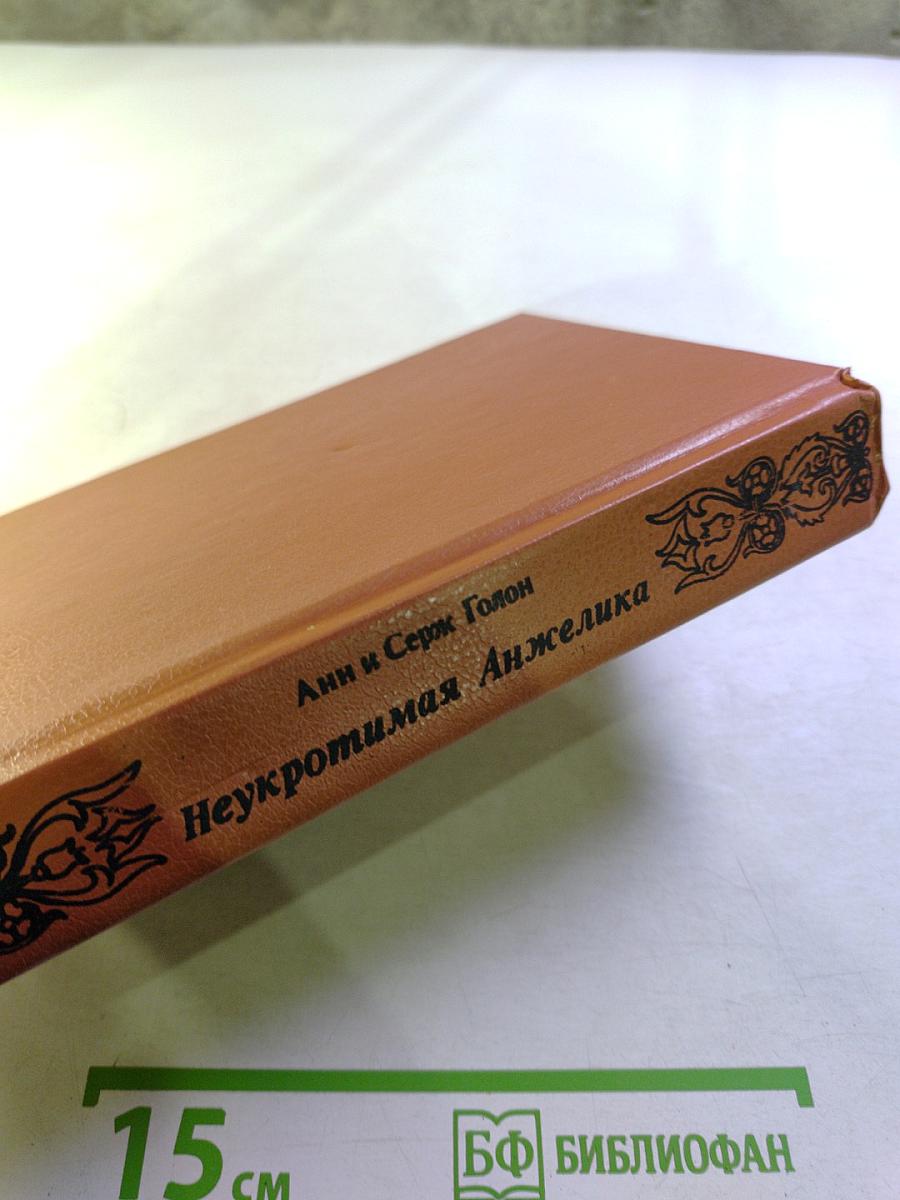 Анн и Серж Голон
Неукротимая Анжелика
15 см
БФ БИБЛИОФАН